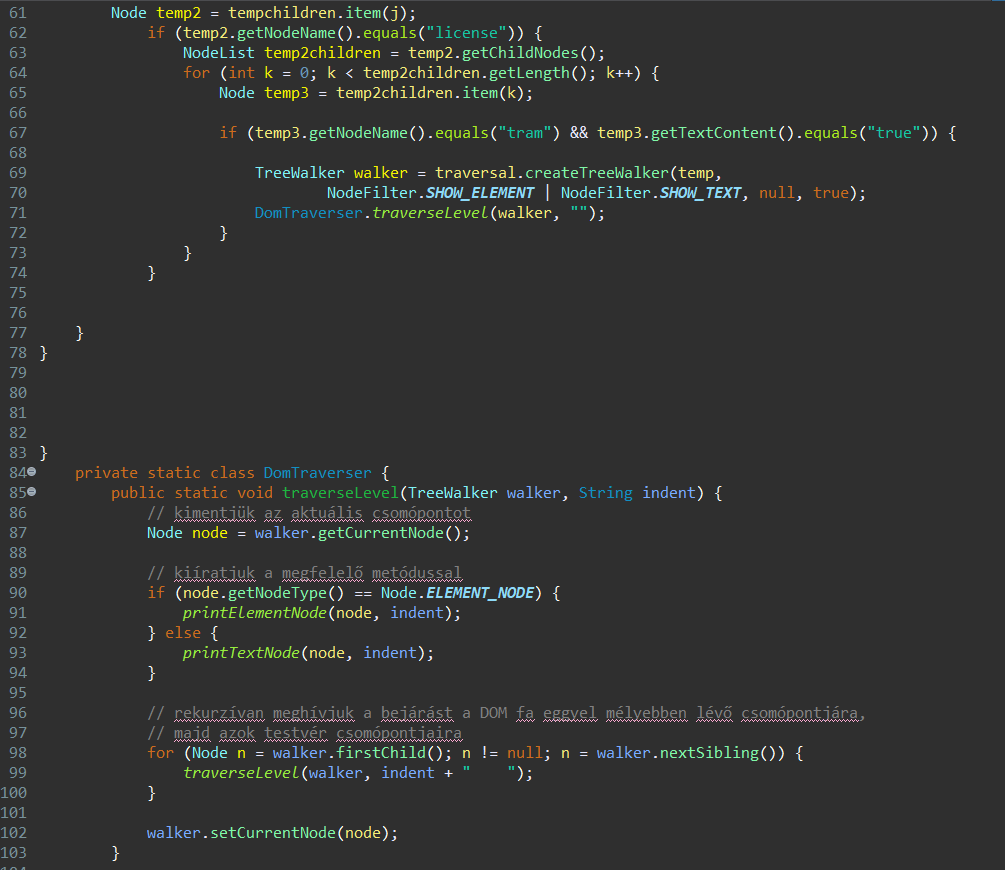 61 Node temp2 = tempchildren.item(j);
62 if (temp2.getNodeName().equals("license")) {
63 NodeList temp2children = temp2.getChildNodes();
64 for (int k = 0; k < temp2children.getLength(); k++) {
65 Node temp3 = temp2children.item(k);
66
67 if (temp3.getNodeName().equals("tram") && temp3.getTextContent().equals("true")) {
68
69 TreeWalker walker = traversal.createTreeWalker(temp,
70 NodeFilter.SHOW_ELEMENT | NodeFilter.SHOW_TEXT, null, true);
71 DomTraverser.traverseLevel(walker, "");
72 }
73 }
74 }
75
76
77 }
78 }
79
80
81
82
83 }
84 private static class DomTraverser {
85 public static void traverseLevel(TreeWalker walker, String indent) {
86 // kimentjük az aktuális csomópontot
87 Node node = walker.getCurrentNode();
88
89 // kiíratjuk a megfelelő metódussal
90 if (node.getNodeType() == Node.ELEMENT_NODE) {
91 printElementNode(node, indent);
92 } else {
93 printTextNode(node, indent);
94 }
95
96 // rekurzívan meghívjuk a bejárást a DOM fa eggyel mélyebben lévő csomópontjára,
97 // majd azok testvér csomópontjaira
98 for (Node n = walker.firstChild(); n != null; n = walker.nextSibling()) {
99 traverseLevel(walker, indent + "    ");
100 }
101
102 walker.setCurrentNode(node);
103 }